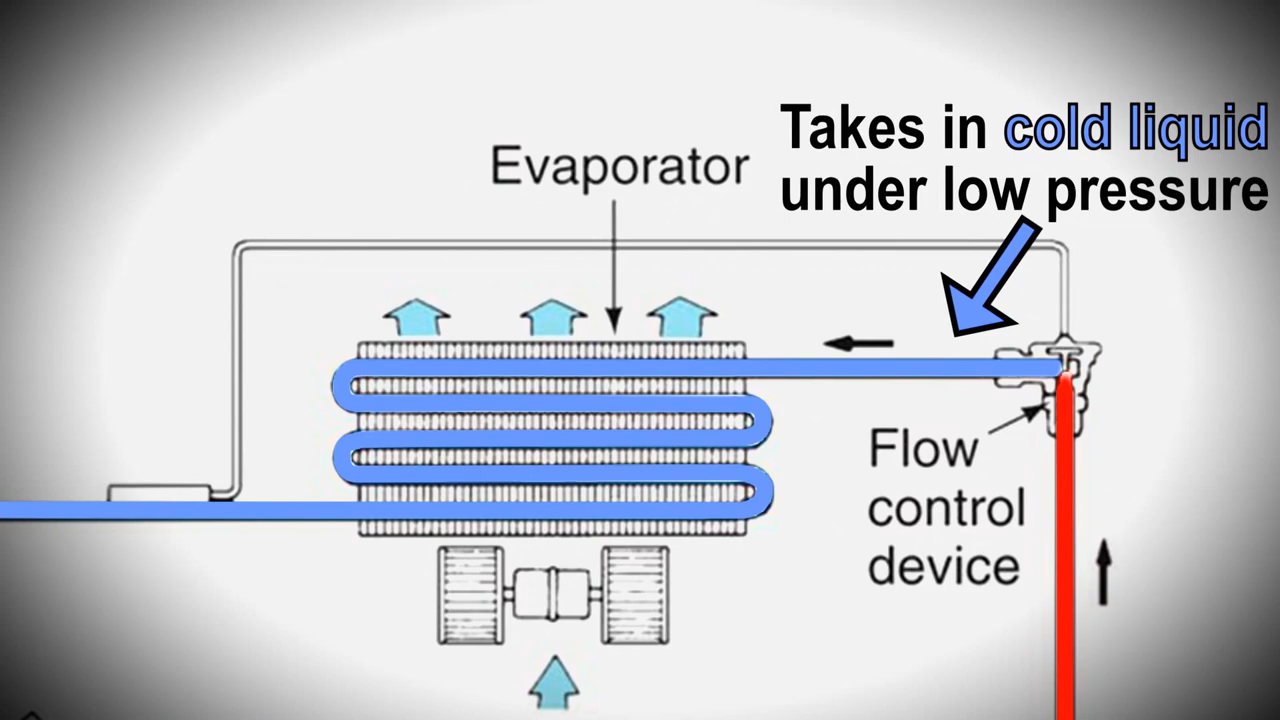 Takes in cold liquid
under low pressure
Evaporator
Flow
control
device